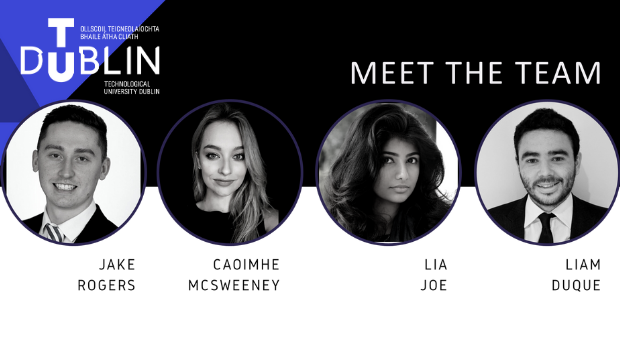 OLLSCOIL TEICNEOLAÍOCHTA
BHAILE ÁTHA CLIATH
TU
DUBLIN
TECHNOLOGICAL
UNIVERSITY DUBLIN
MEET THE TEAM
JAKE
ROGERS
CAOIMHE
MCSWEENEY
LIA
JOE
LIAM
DUQUE